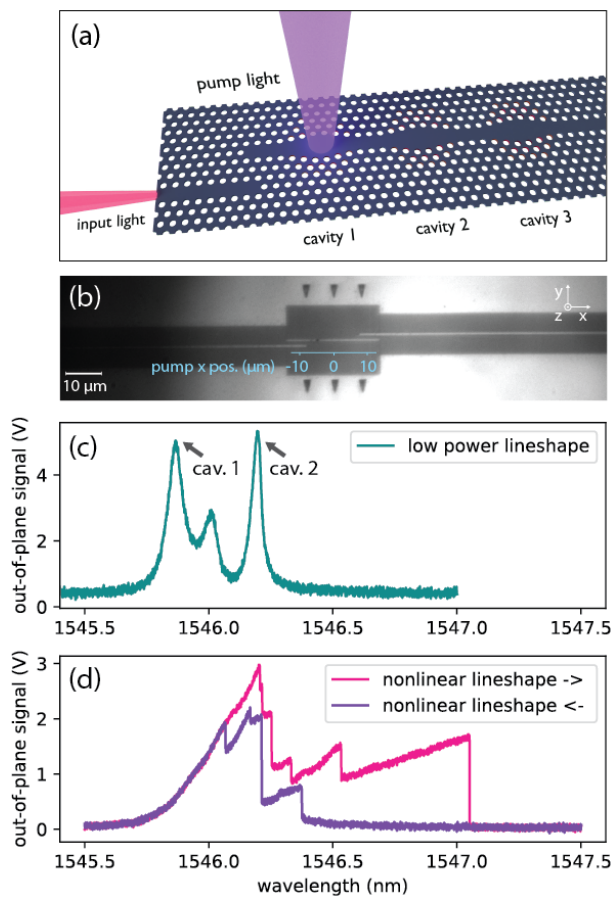 (a)
pump light
input light
cavity 1
cavity 2
cavity 3
(b)
y
z
x
pump x pos. (μm)
-10
0
10
10 μm
(c)
low power lineshape
cav. 1
cav. 2
out-of-plane signal (V)
4
2
0
1545.5
1546.0
1546.5
1547.0
1547.5
(d)
nonlinear lineshape ->
nonlinear lineshape <-
out-of-plane signal (V)
3
2
1
0
1545.5
1546.0
1546.5
1547.0
1547.5
wavelength (nm)